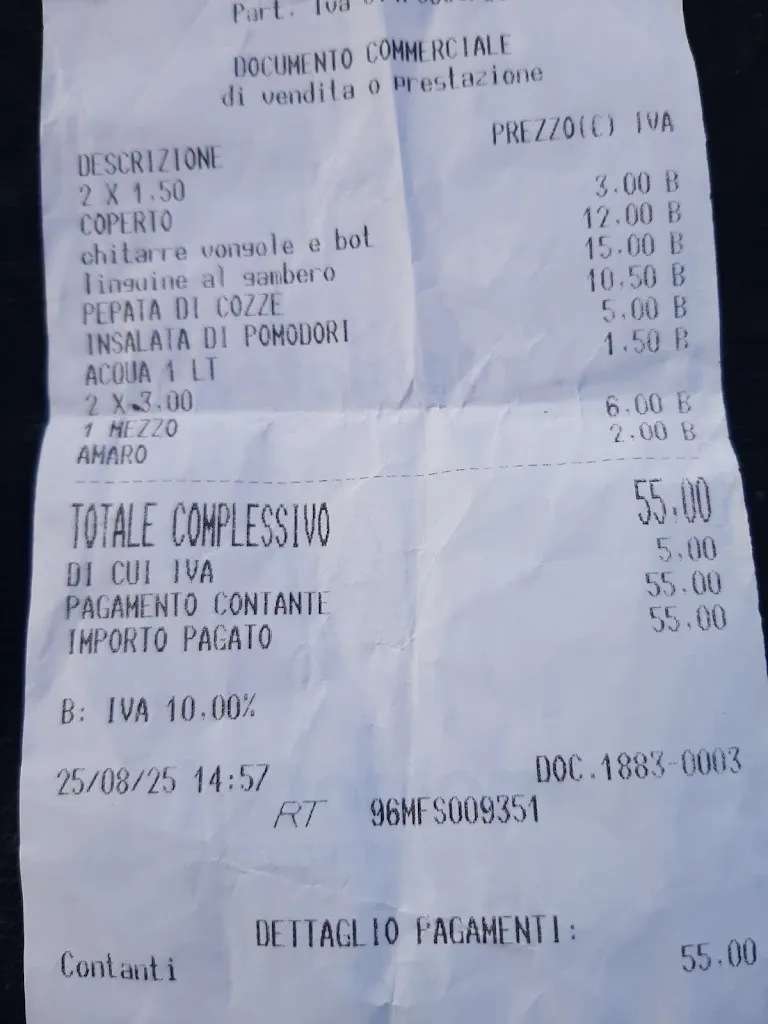 Part. Iva
DOCUMENTO COMMERCIALE
di vendita o prestazione
DESCRIZIONE PREZZO(€) IVA
2 X 1.50
COPERTO 3.00 B
chitarre vongole e bot 12.00 B
linguine al gambero 15.00 B
PEPATA DI COZZE 10.50 B
INSALATA DI POMODORI 5.00 B
ACQUA 1 LT 1.50 B
2 X 3.00
1 MEZZO 6.00 B
AMARO 2.00 B
TOTALE COMPLESSIVO 55.00
DI CUI IVA 5.00
PAGAMENTO CONTANTE 55.00
IMPORTO PAGATO 55.00
B: IVA 10.00%
25/08/25 14:57 DOC.1883-0003
RT 96MFS009351
DETTAGLIO PAGAMENTI:
Contanti 55.00